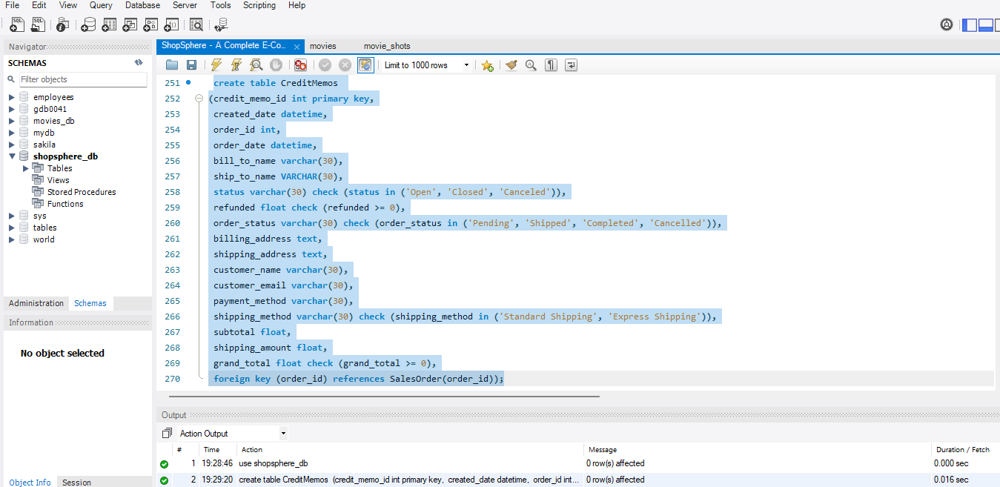 File Edit View Query Database Server Tools Scripting Help
Navigator
SCHEMAS
Filter objects
employees
gdb0041
movies_db
mydb
sakila
shopsphere_db
Tables
Views
Stored Procedures
Functions
sys
tables
world
Administration Schemas
Information
No object selected
Object Info Session
ShopSphere - A Complete E-Co... movies movie_shots
Limit to 1000 rows
251 create table CreditMemos
252 (credit_memo_id int primary key,
253 created_date datetime,
254 order_id int,
255 order_date datetime,
256 bill_to_name varchar(30),
257 ship_to_name VARCHAR(30),
258 status varchar(30) check (status in ('Open', 'Closed', 'Canceled')),
259 refunded float check (refunded >= 0),
260 order_status varchar(30) check (order_status in ('Pending', 'Shipped', 'Completed', 'Cancelled')),
261 billing_address text,
262 shipping_address text,
263 customer_name varchar(30),
264 customer_email varchar(30),
265 payment_method varchar(30),
266 shipping_method varchar(30) check (shipping_method in ('Standard Shipping', 'Express Shipping')),
267 subtotal float,
268 shipping_amount float,
269 grand_total float check (grand_total >= 0),
270 foreign key (order_id) references SalesOrder(order_id));
Output
Action Output
# Time Action Message Duration / Fetch
1 19:28:46 use shopsphere_db 0 row(s) affected 0.000 sec
2 19:29:20 create table CreditMemos (credit_memo_id int primary key, created_date datetime, order_id int... 0 row(s) affected 0.016 sec